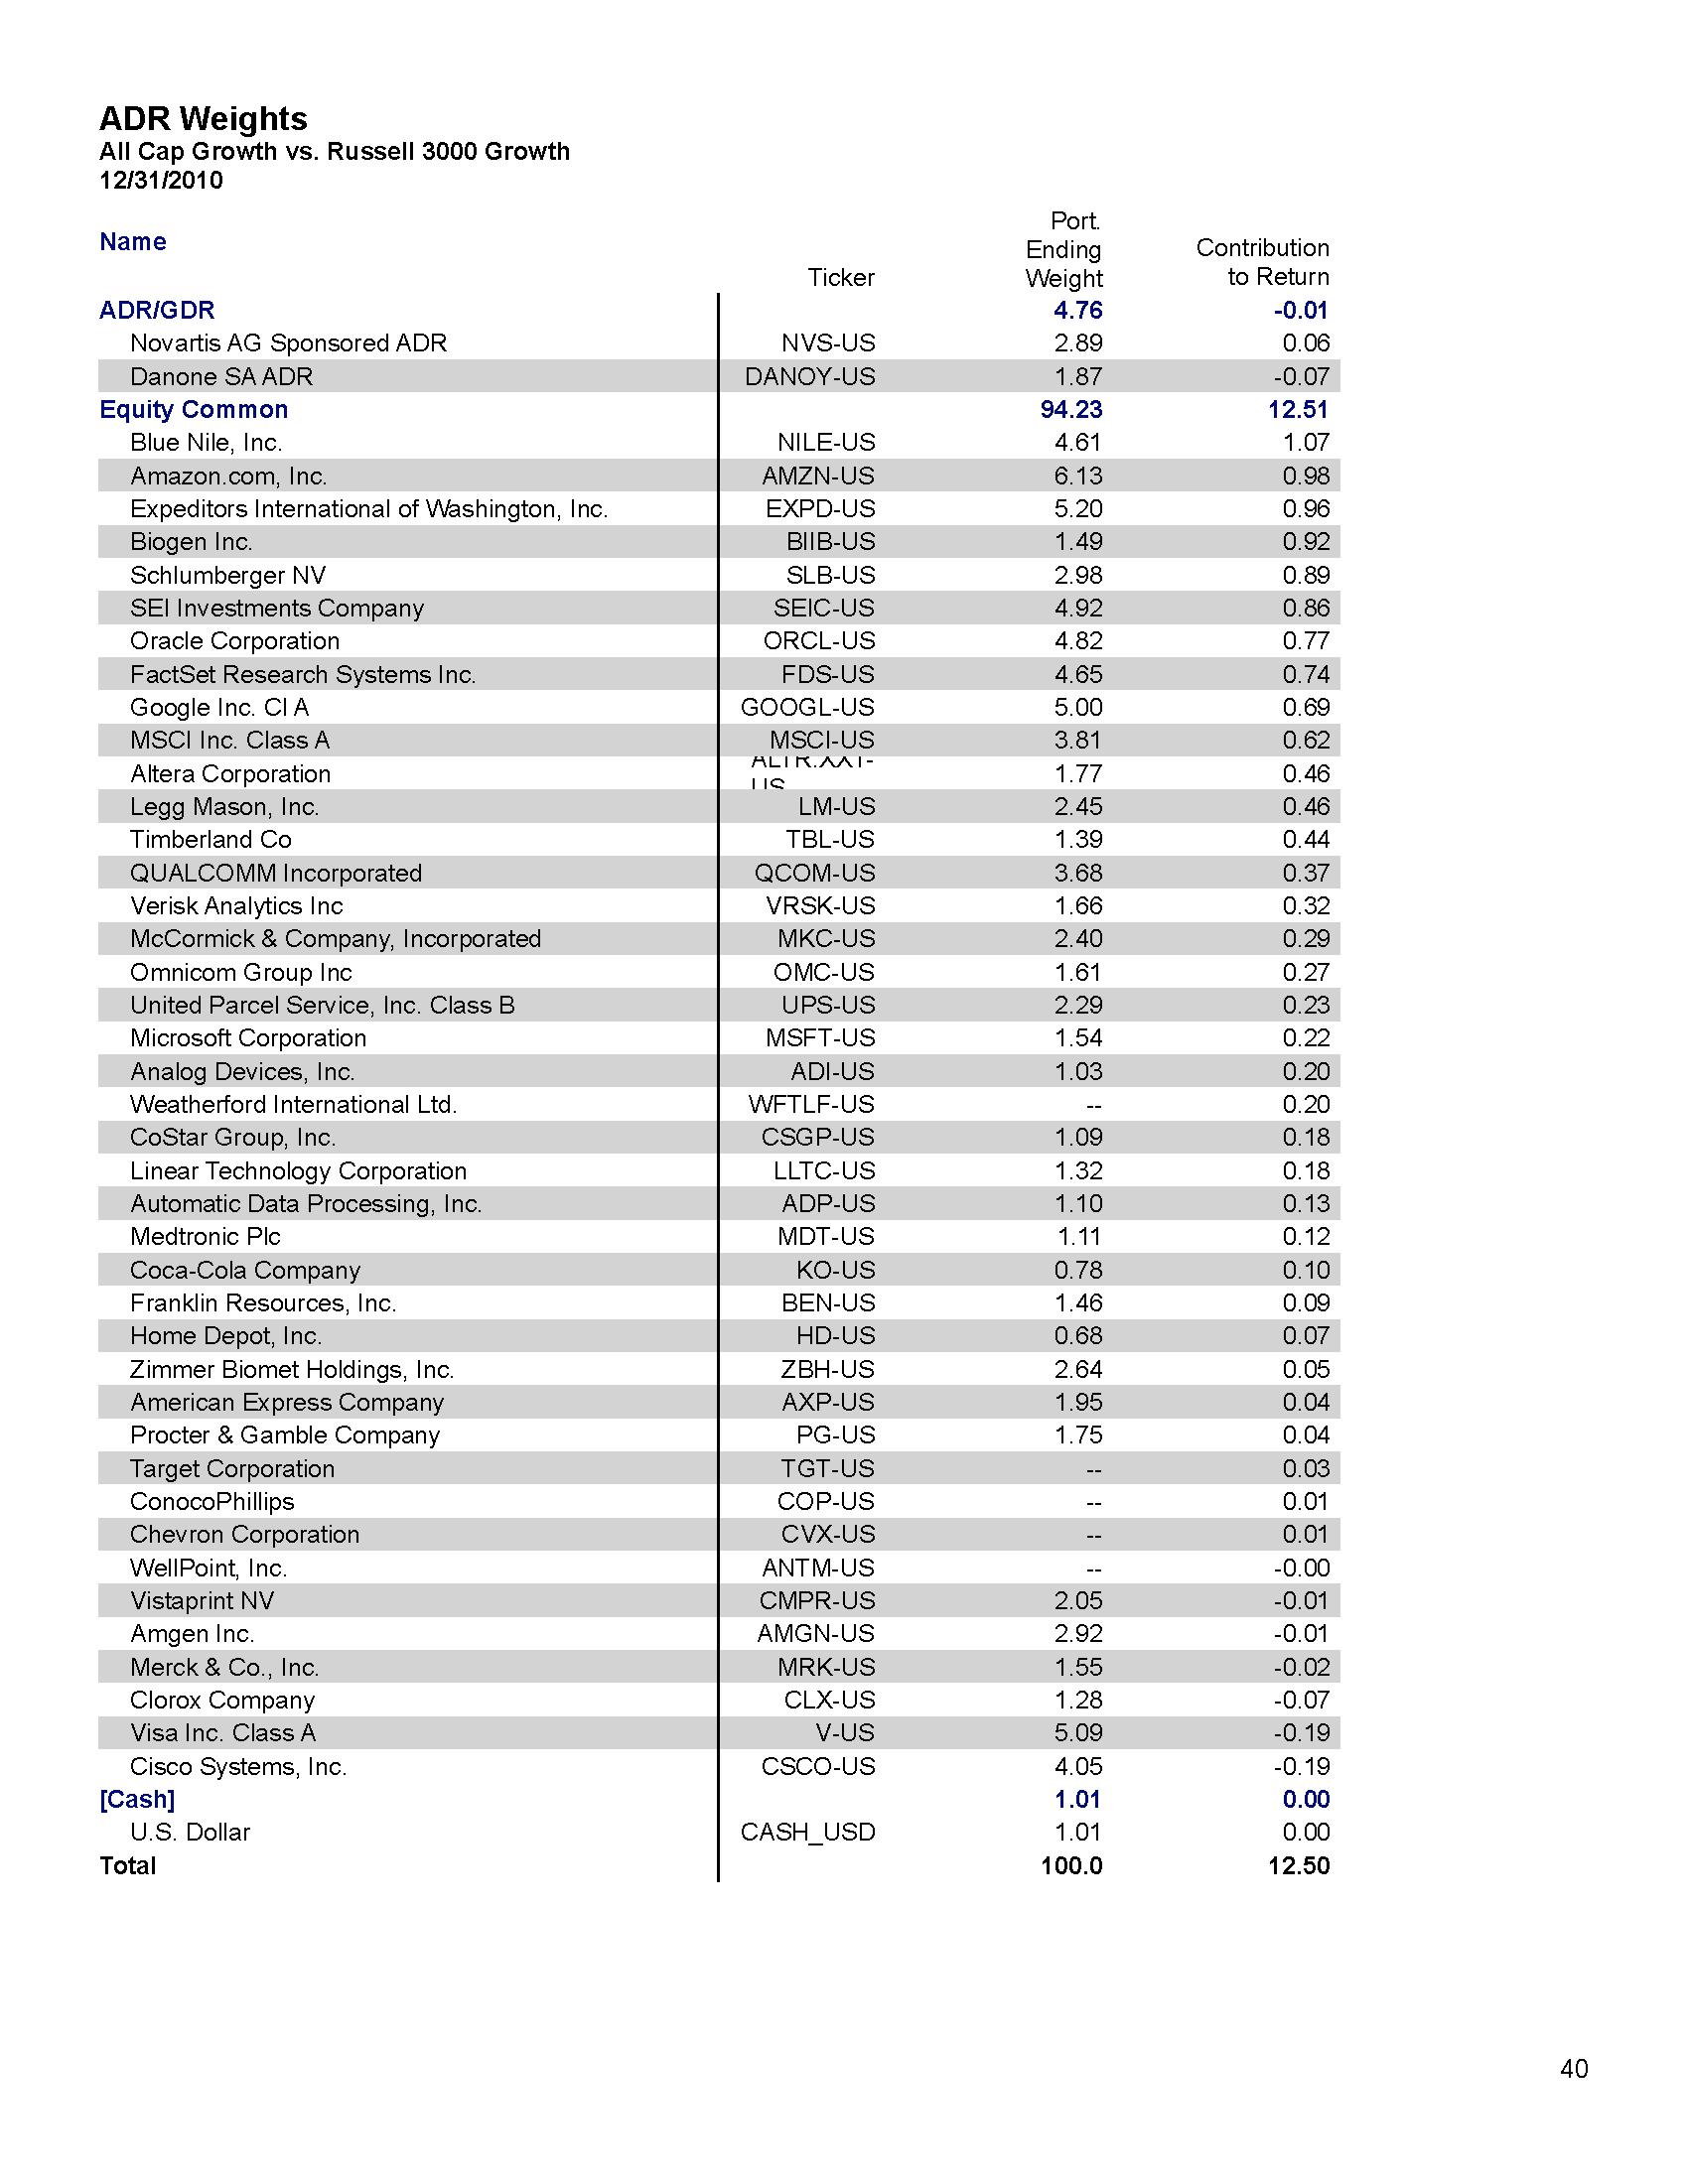 ADR Weights
All Cap Growth vs. Russell 3000 Growth
12/31/2010
Name Ticker Port. Ending Weight Contribution to Return
ADR/GDR 4.76 -0.01
Novartis AG Sponsored ADR NVS-US 2.89 0.06
Danone SA ADR DANOY-US 1.87 -0.07
Equity Common 94.23 12.51
Blue Nile, Inc. NILE-US 4.61 1.07
Amazon.com, Inc. AMZN-US 6.13 0.98
Expeditors International of Washington, Inc. EXPD-US 5.20 0.96
Biogen Inc. BIIB-US 1.49 0.92
Schlumberger NV SLB-US 2.98 0.89
SEI Investments Company SEIC-US 4.92 0.86
Oracle Corporation ORCL-US 4.82 0.77
FactSet Research Systems Inc. FDS-US 4.65 0.74
Google Inc. Cl A GOOGL-US 5.00 0.69
MSCI Inc. Class A MSCI-US 3.81 0.62
Altera Corporation 1.77 0.46
Legg Mason, Inc. LM-US 2.45 0.46
Timberland Co TBL-US 1.39 0.44
QUALCOMM Incorporated QCOM-US 3.68 0.37
Verisk Analytics Inc VRSK-US 1.66 0.32
McCormick & Company, Incorporated MKC-US 2.40 0.29
Omnicom Group Inc OMC-US 1.61 0.27
United Parcel Service, Inc. Class B UPS-US 2.29 0.23
Microsoft Corporation MSFT-US 1.54 0.22
Analog Devices, Inc. ADI-US 1.03 0.20
Weatherford International Ltd. WFTLF-US -- 0.20
CoStar Group, Inc. CSGP-US 1.09 0.18
Linear Technology Corporation LLTC-US 1.32 0.18
Automatic Data Processing, Inc. ADP-US 1.10 0.13
Medtronic Plc MDT-US 1.11 0.12
Coca-Cola Company KO-US 0.78 0.10
Franklin Resources, Inc. BEN-US 1.46 0.09
Home Depot, Inc. HD-US 0.68 0.07
Zimmer Biomet Holdings, Inc. ZBH-US 2.64 0.05
American Express Company AXP-US 1.95 0.04
Procter & Gamble Company PG-US 1.75 0.04
Target Corporation TGT-US -- 0.03
ConocoPhillips COP-US -- 0.01
Chevron Corporation CVX-US -- 0.01
WellPoint, Inc. ANTM-US -- -0.00
Vistaprint NV CMPR-US 2.05 -0.01
Amgen Inc. AMGN-US 2.92 -0.01
Merck & Co., Inc. MRK-US 1.55 -0.02
Clorox Company CLX-US 1.28 -0.07
Visa Inc. Class A V-US 5.09 -0.19
Cisco Systems, Inc. CSCO-US 4.05 -0.19
[Cash] 1.01 0.00
U.S. Dollar CASH_USD 1.01 0.00
Total 100.0 12.50
40